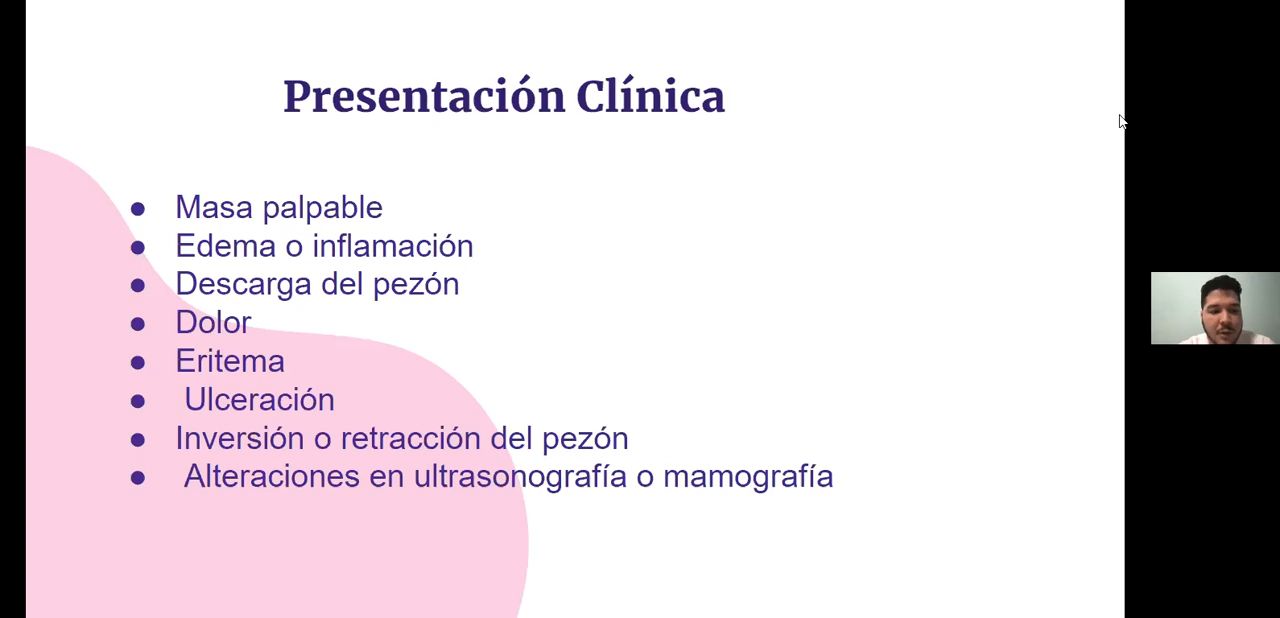 Presentación Clínica
● Masa palpable
● Edema o inflamación
● Descarga del pezón
● Dolor
● Eritema
● Ulceración
● Inversión o retracción del pezón
● Alteraciones en ultrasonografía o mamografía